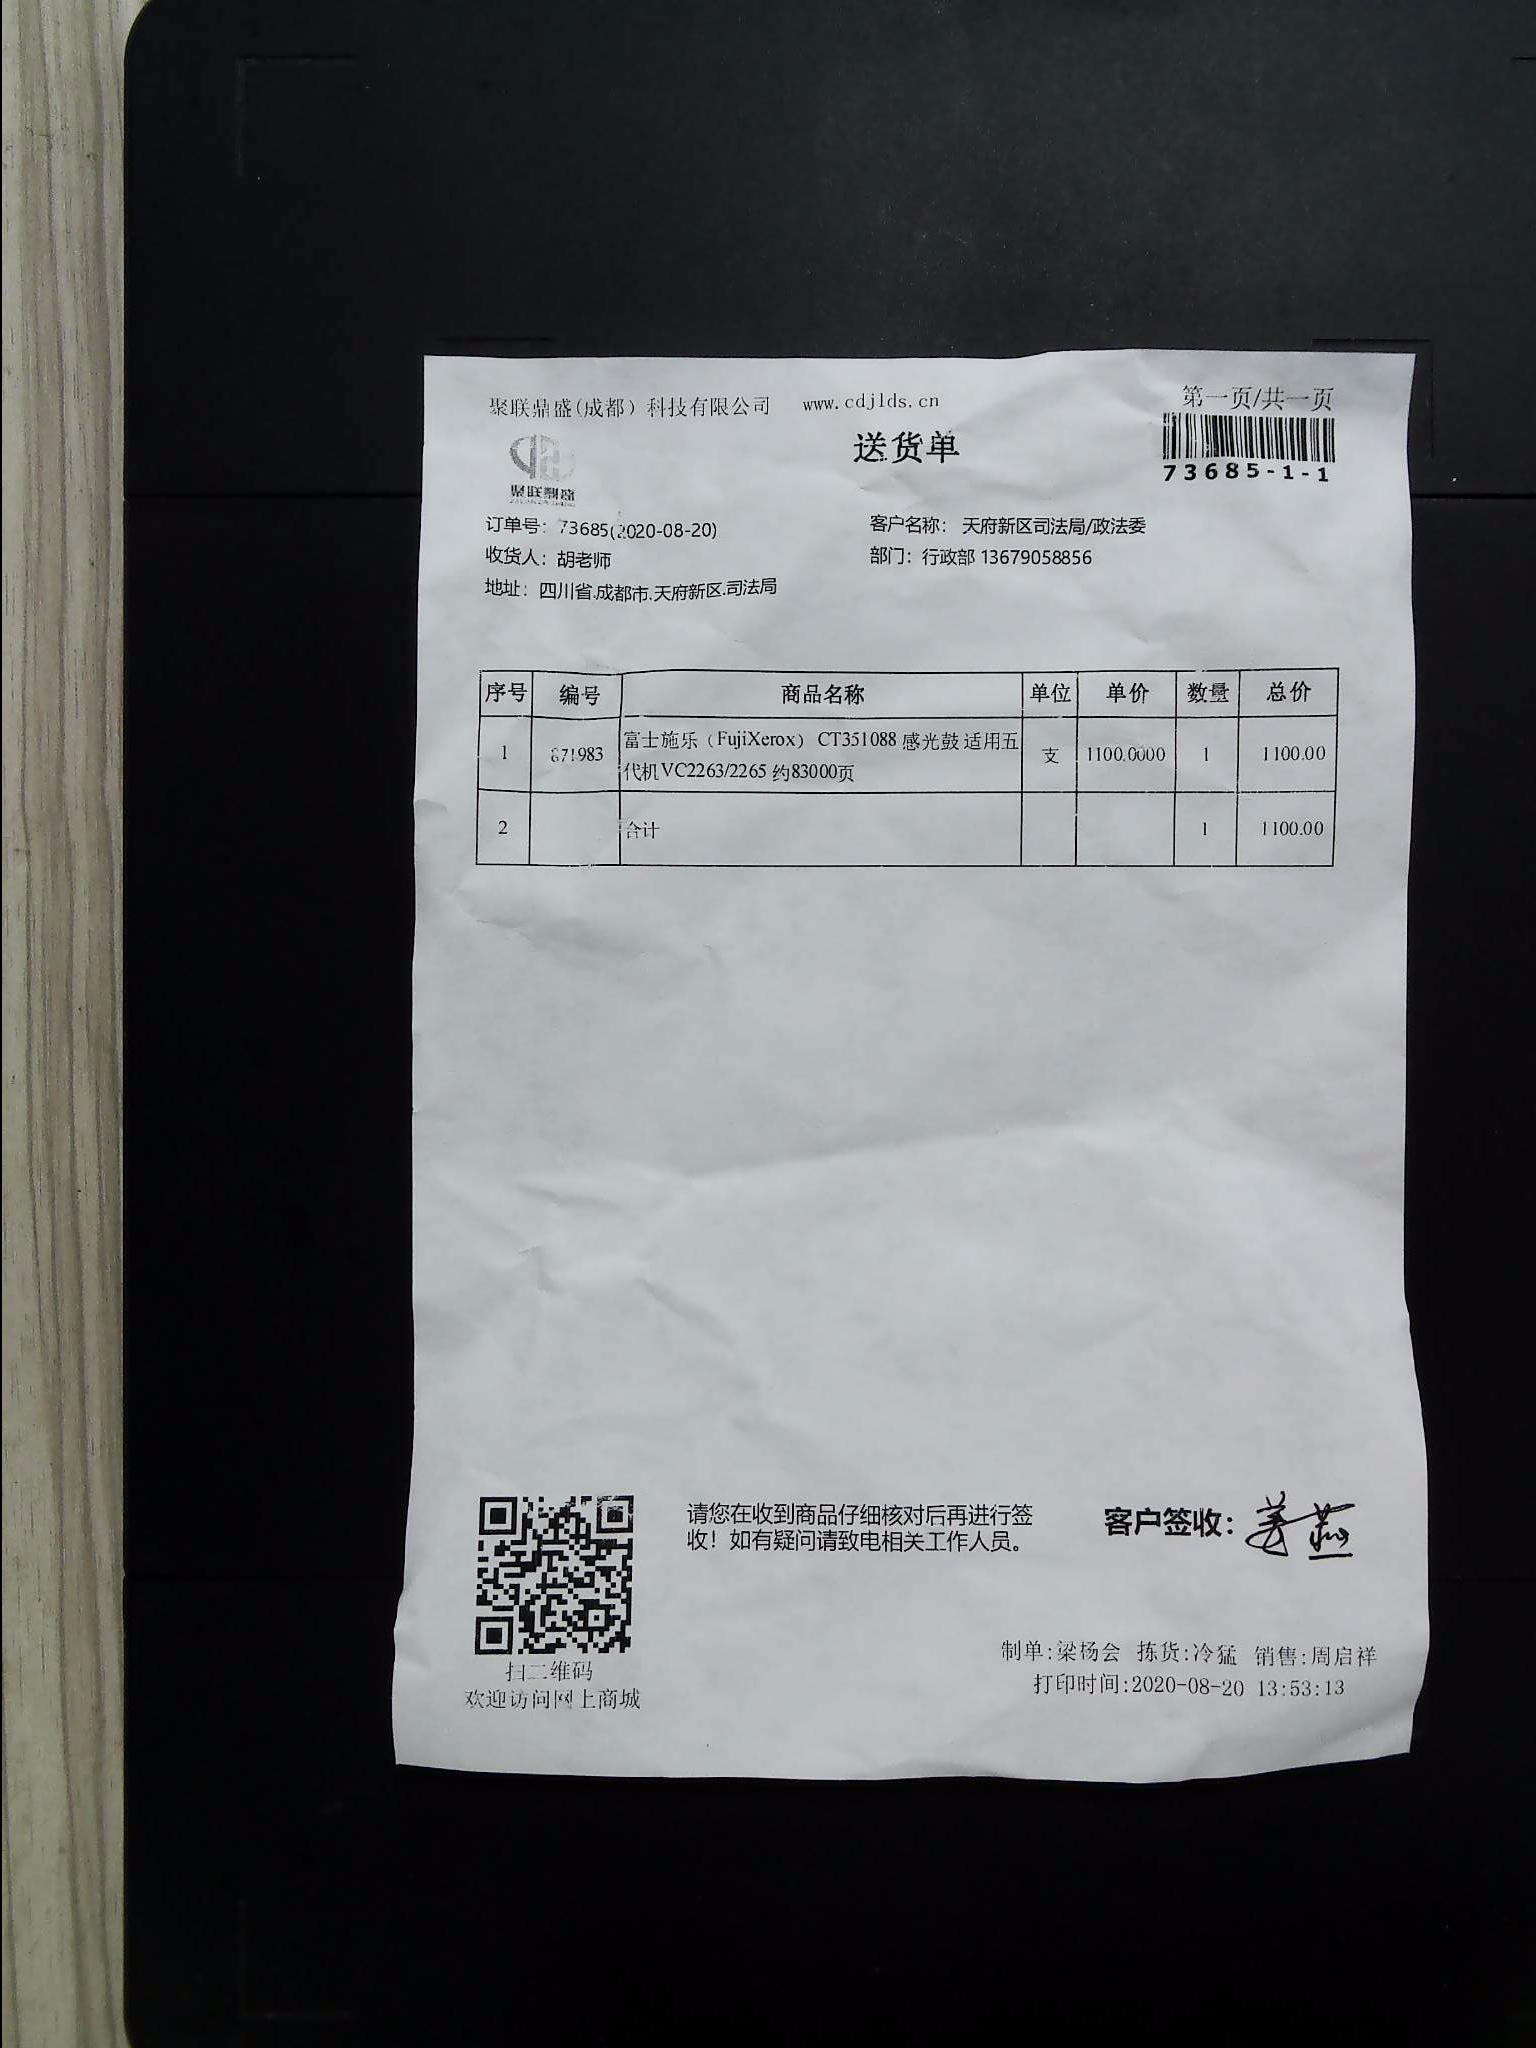 聚联鼎盛(成都）科技有限公司 www.cdjlds.cn 第一页/共一页
送货单
73685-1-1
订单号： 73685(2020-08-20) 客户名称： 天府新区司法局/政法委
收货人：胡老师 部门：行政部 13679058856
地址：四川省.成都市.天府新区.司法局
序号 编号 商品名称 单位 单价 数量 总价
1 671983 富士施乐（FujiXerox） CT351088 感光鼓 适用五 支 1100.0000 1 1100.00
代机VC2263/2265 约83000页
2 合计 1 1100.00
请您在收到商品仔细核对后再进行签
收！如有疑问请致电相关工作人员。
客户签收：姜燕
扫二维码
欢迎访问网上商城
制单:梁杨会 拣货:冷猛 销售:周启祥
打印时间:2020-08-20 13:53:13